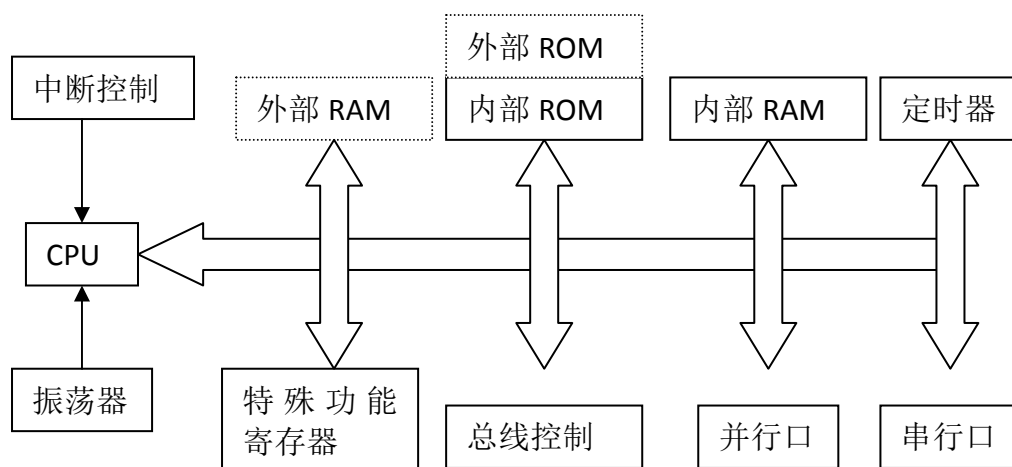 外部 ROM
中断控制
外部 RAM
内部 ROM
内部 RAM
定时器
CPU
振荡器
特殊功能
寄存器
总线控制
并行口
串行口